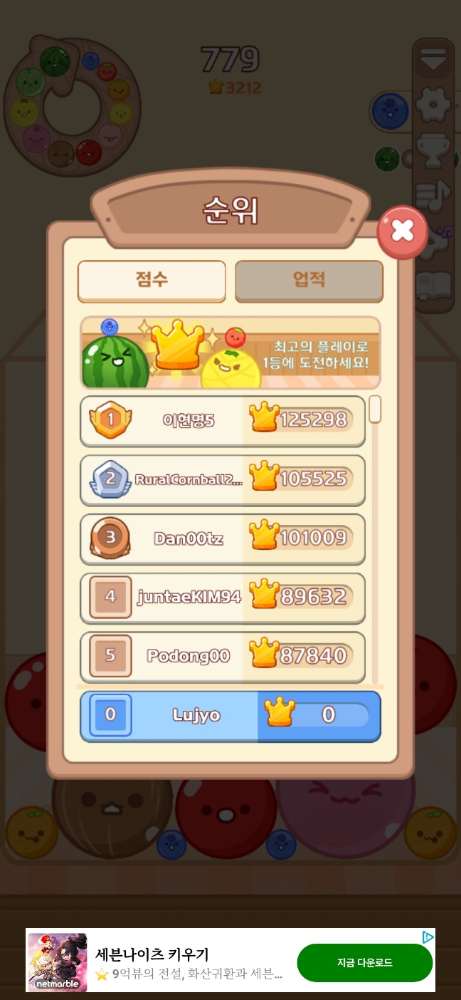 779
3212
순위
점수
업적
최고의 플레이로
1등에 도전하세요!
1 이현명5 125298
2 RuralCornball2... 105525
3 Dan00tz 101009
4 juntaeKIM94 89632
5 Podong00 87840
0 Lujyo 0
세븐나이츠 키우기
9억뷰의 전설, 화산귀환과 세븐...
지금 다운로드
netmarble